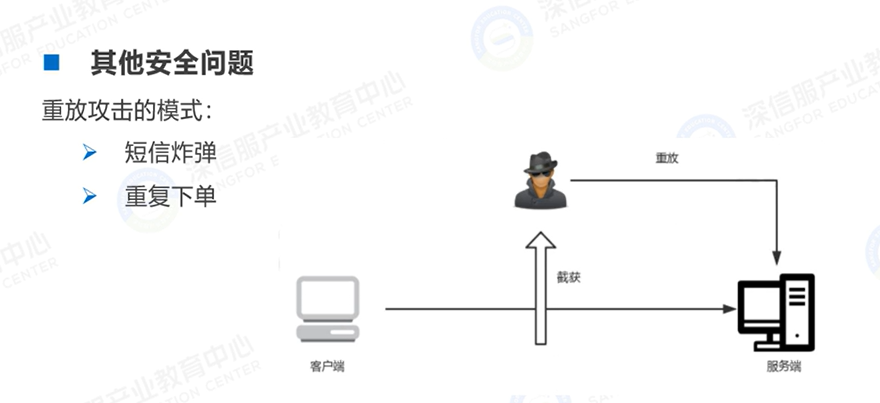 其他安全问题
重放攻击的模式:
短信炸弹
重复下单
重放
截获
客户端
服务端
深信服产业教育中心
SANGFOR EDUCATION CENTER